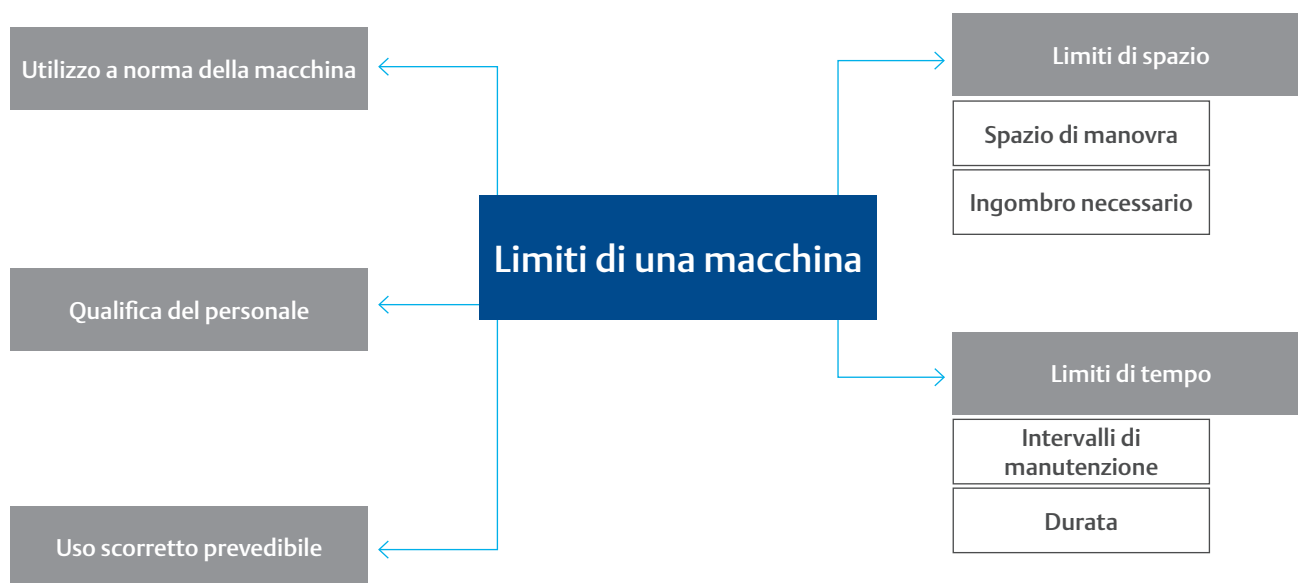 Utilizzo a norma della macchina
Qualifica del personale
Uso scorretto prevedibile
Limiti di una macchina
Limiti di spazio
Spazio di manovra
Ingombro necessario
Limiti di tempo
Intervalli di
manutenzione
Durata